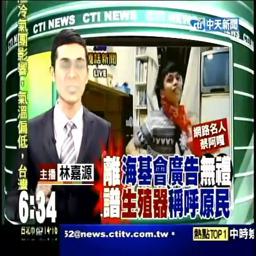 CTI NEWS CTI NEWS
中天新聞
冷氣團影響 氣溫偏低,台灣
LIVE
網路名人
蔡阿嘎
主播 林嘉源
離譜
海基會廣告無禮
生殖器稱呼原民
6:34
52@news.ctitv.com.tw
熱點TOP1 中時